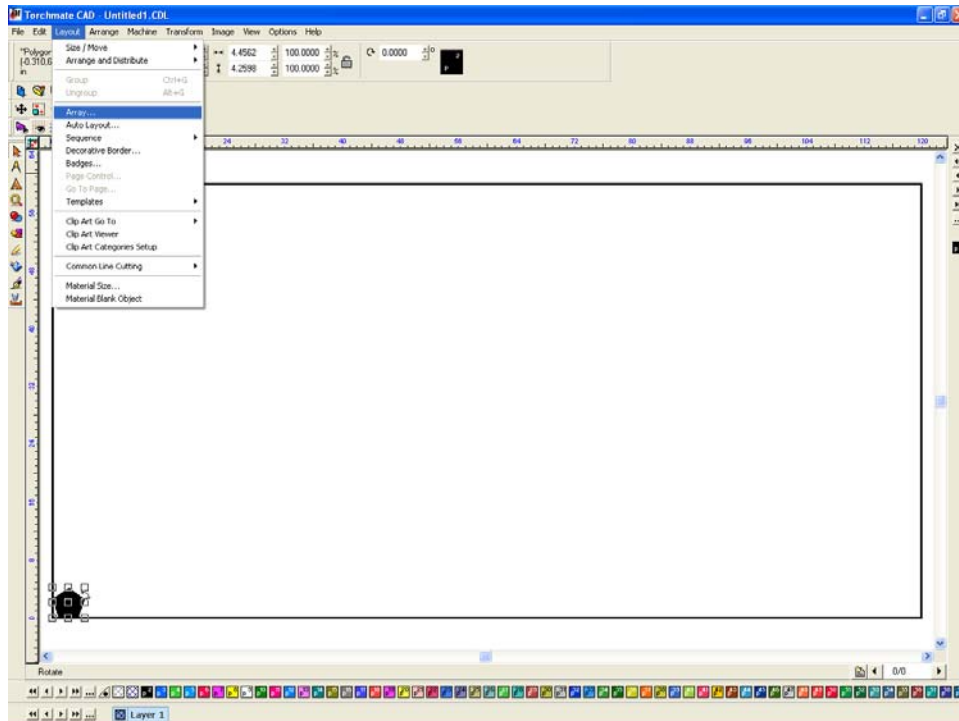 Torchmate CAD - Untitled1.CDL
File Edit Layout Arrange Machine Transform Image View Options Help
"Polygon
in
4.4562 100.0000 % 0.0000 °
4.2598 100.0000 %
Size / Move
Arrange and Distribute
Group Ctrl+G
Ungroup Alt+G
Array...
Auto Layout...
Sequence
Decorative Border...
Badges...
Page Control...
Go To Page...
Templates
Clip Art Go To
Clip Art Viewer
Clip Art Categories Setup
Common Line Cutting
Material Size...
Material Blank Object
24 32 40 48 56 64 72 80 88 96 104 112 120
Rotate 0/0
Layer 1